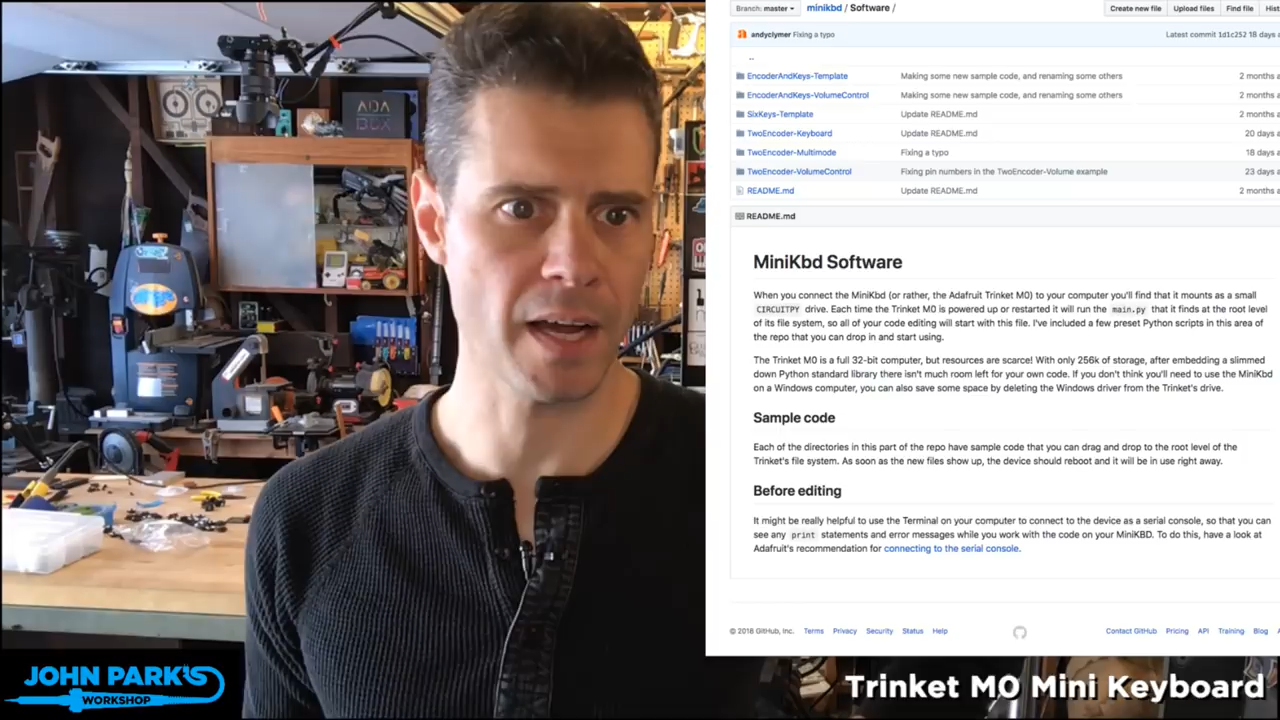 Branch: master
minikbd / Software /
Create new file
Upload files
Find file
andyclymer Fixing a typo
Latest commit 1d1c252 18 days
..
EncoderAndKeys-Template
Making some new sample code, and renaming some others
2 months
EncoderAndKeys-VolumeControl
Making some new sample code, and renaming some others
2 months
SixKeys-Template
Update README.md
2 months
TwoEncoder-Keyboard
Update README.md
20 days
TwoEncoder-Multimode
Fixing a typo
18 days
TwoEncoder-VolumeControl
Fixing pin numbers in the TwoEncoder-Volume example
23 days
README.md
Update README.md
2 months
README.md
MiniKbd Software
When you connect the MiniKbd (or rather, the Adafruit Trinket M0) to your computer you'll find that it mounts as a small
CIRCUITPY drive. Each time the Trinket M0 is powered up or restarted it will run the main.py that it finds at the root level
of its file system, so all of your code editing will start with this file. I've included a few preset Python scripts in this area of
the repo that you can drop in and start using.
The Trinket M0 is a full 32-bit computer, but resources are scarce! With only 256k of storage, after embedding a slimmed
down Python standard library there isn't much room left for your own code. If you don't think you'll need to use the MiniKbd
on a Windows computer, you can also save some space by deleting the Windows driver from the Trinket's drive.
Sample code
Each of the directories in this part of the repo have sample code that you can drag and drop to the root level of the
Trinket's file system. As soon as the new files show up, the device should reboot and it will be in use right away.
Before editing
It might be really helpful to use the Terminal on your computer to connect to the device as a serial console, so that you can
see any print statements and error messages while you work with the code on your MiniKBD. To do this, have a look at
Adafruit's recommendation for connecting to the serial console.
© 2018 GitHub, Inc.
Terms
Privacy
Security
Status
Help
Contact GitHub
Pricing
API
Training
Blog
ADA
BOX
JOHN PARK'S
WORKSHOP
Trinket M0 Mini Keyboard